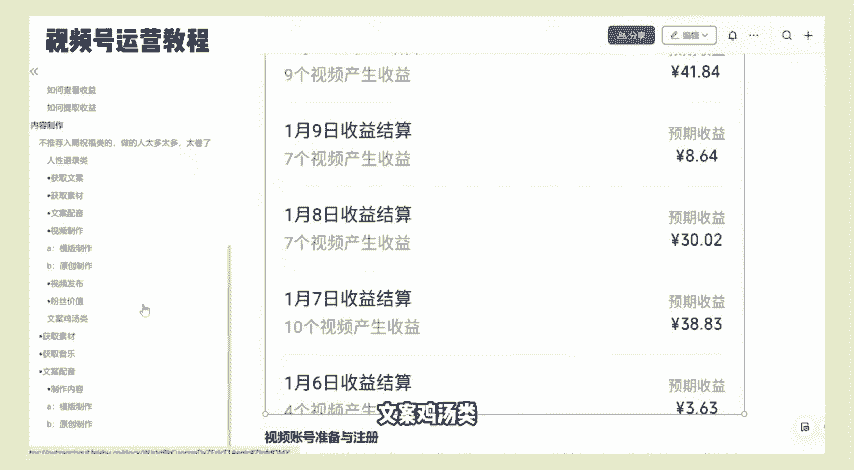 视频号运营教程
分享
编辑
如何查看收益
如何提取收益
内容制作
不推荐入局祝福类的，做的人太多太多，太卷了
人性语录类
•获取文案
•获取素材
•文案配音
•视频制作
a：模版制作
b：原创制作
•视频发布
•粉丝价值
文案鸡汤类
•获取素材
•获取音乐
•文案配音
•制作内容
a：模版制作
b：原创制作
9个视频产生收益
¥41.84
1月9日收益结算
预期收益
7个视频产生收益
¥8.64
1月8日收益结算
预期收益
7个视频产生收益
¥30.02
1月7日收益结算
预期收益
10个视频产生收益
¥38.83
1月6日收益结算
预期收益
4个视频产生收益
¥3.63
文案鸡汤类
视频账号准备与注册